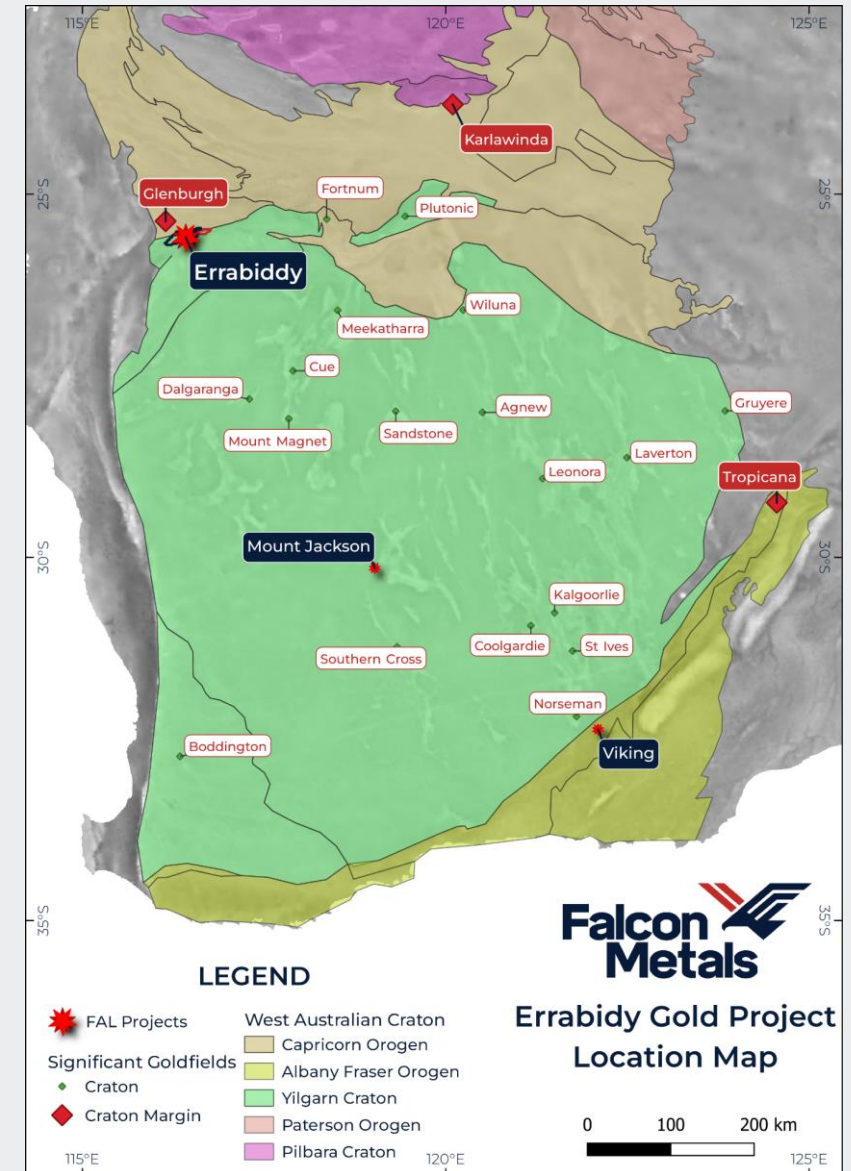 115°E
120°E
125°E
Karlawinda
25°S
25°S
Glenburgh
Fortnum
Plutonic
Errabiddy
Wiluna
Meekatharra
Cue
Dalgaranga
Agnew
Gruyere
Mount Magnet
Sandstone
Laverton
Leonora
Tropicana
Mount Jackson
30°S
30°S
Kalgoorlie
Coolgardie
St Ives
Southern Cross
Norseman
Boddington
Viking
35°S
35°S
Falcon
Metals
LEGEND
FAL Projects
Significant Goldfields
Craton
Craton Margin
West Australian Craton
Capricorn Orogen
Albany Fraser Orogen
Yilgarn Craton
Paterson Orogen
Pilbara Craton
Errabidy Gold Project
Location Map
0 100 200 km
115°E
120°E
125°E